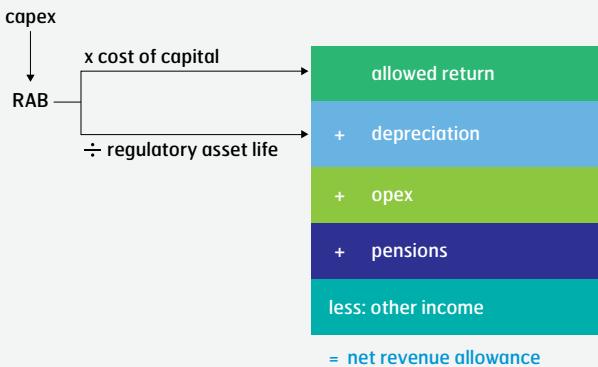 capex
x cost of capital
RAB
÷ regulatory asset life
allowed return
+ depreciation
+ opex
+ pensions
less: other income
= net revenue allowance